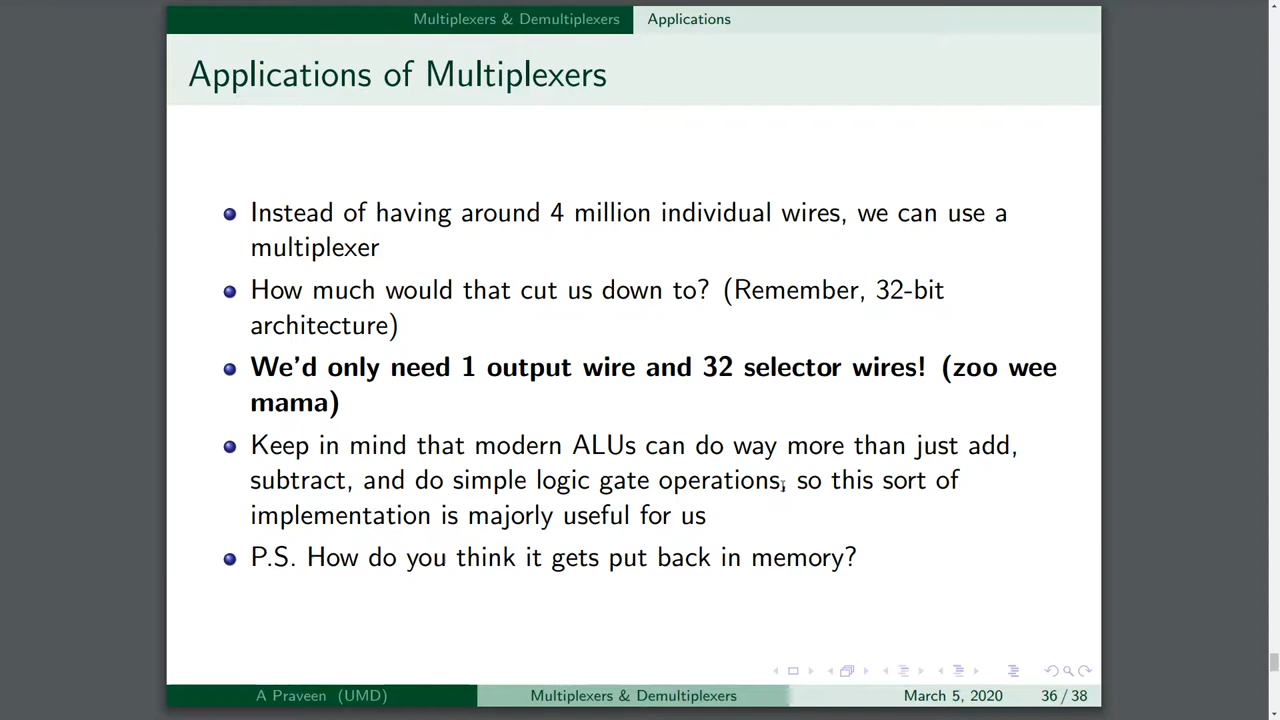 Multiplexers & Demultiplexers Applications
Applications of Multiplexers
Instead of having around 4 million individual wires, we can use a
multiplexer
How much would that cut us down to? (Remember, 32-bit
architecture)
We'd only need 1 output wire and 32 selector wires! (zoo wee
mama)
Keep in mind that modern ALUs can do way more than just add,
subtract, and do simple logic gate operations, so this sort of
implementation is majorly useful for us
P.S. How do you think it gets put back in memory?
A Praveen (UMD) Multiplexers & Demultiplexers March 5, 2020 36 / 38